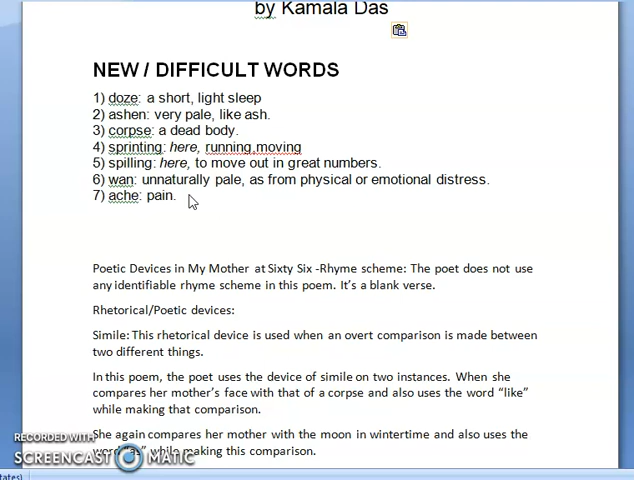 by Kamala Das
NEW / DIFFICULT WORDS
1) doze: a short, light sleep
2) ashen: very pale, like ash.
3) corpse: a dead body.
4) sprinting: here, running,moving
5) spilling: here, to move out in great numbers.
6) wan: unnaturally pale, as from physical or emotional distress.
7) ache: pain.
Poetic Devices in My Mother at Sixty Six -Rhyme scheme: The poet does not use
any identifiable rhyme scheme in this poem. It's a blank verse.
Rhetorical/Poetic devices:
Simile: This rhetorical device is used when an overt comparison is made between
two different things.
In this poem, the poet uses the device of simile on two instances. When she
compares her mother's face with that of a corpse and also uses the word “like”
while making that comparison.
She again compares her mother with the moon in wintertime and also uses the
word “as” while making this comparison.
RECORDED WITH
SCREENCAST MATIC
tates)